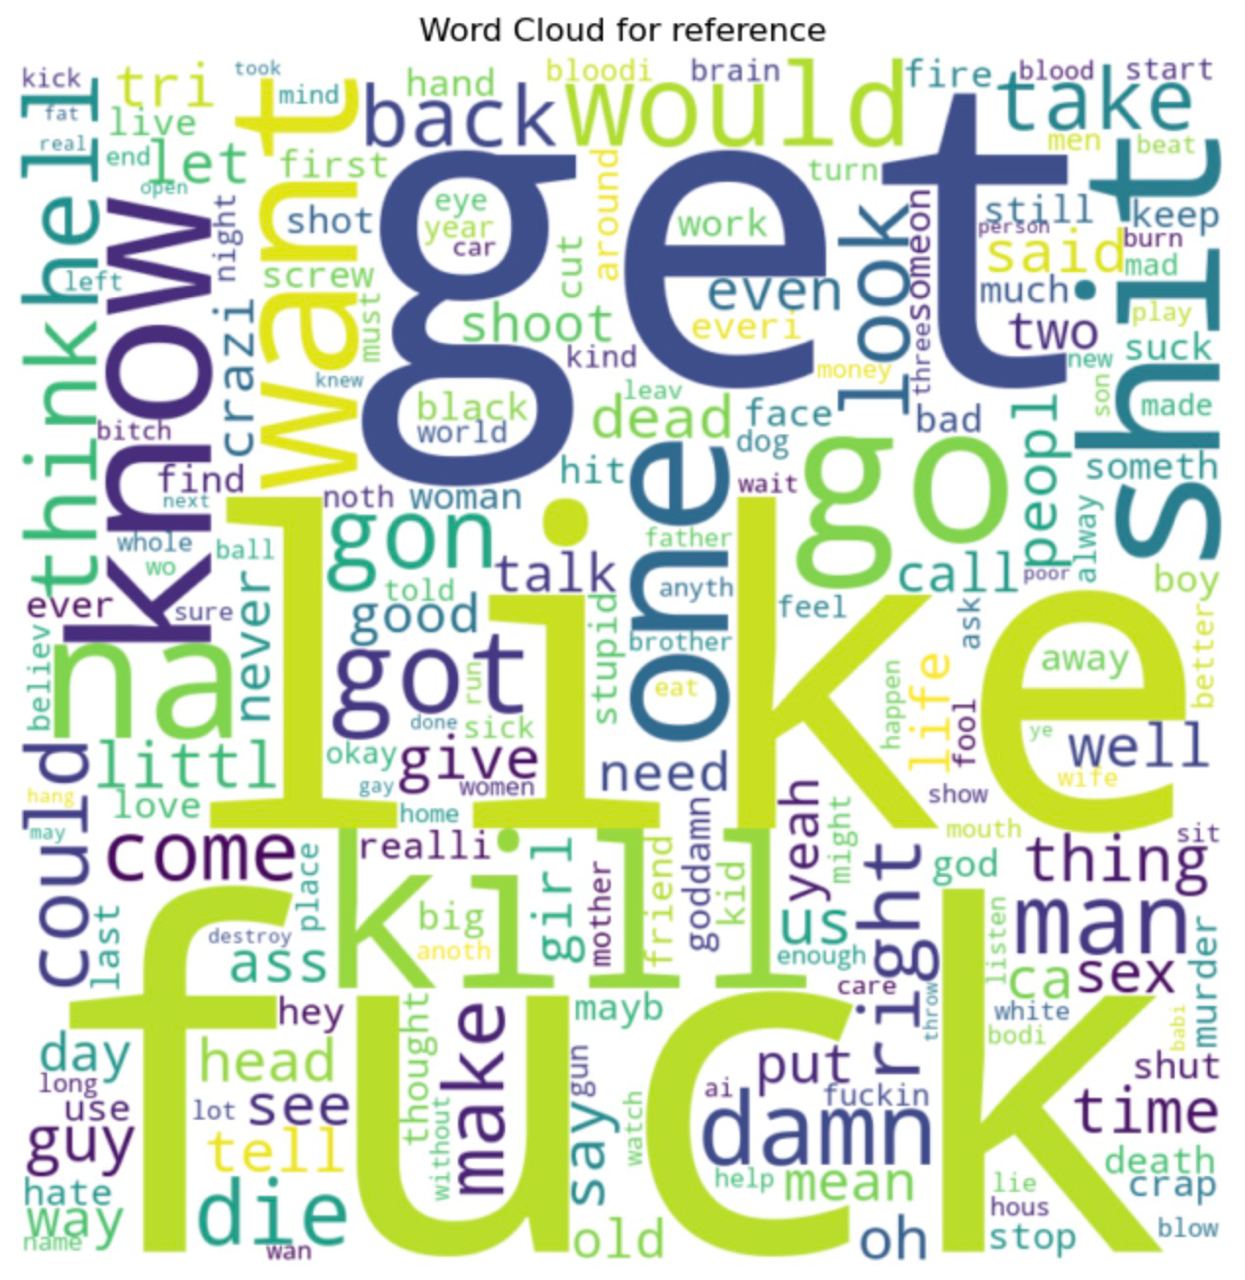 Word Cloud for reference
kick
tri
took
hand
bloodi
brain
fire
blood
start
fat
live
mind
back
would
take
real
end
let
first
want
turn
men
beat
open
hell
know
night
shot
eye
year
car
cut
around
work
look
someon
still
person
keep
shit
left
screw
must
get
even
said
burn
mad
think
crazi
shoot
everi
much
two
play
knew
kind
money
three
new
suck
son
made
bitch
black
world
leav
dead
face
dog
bad
peopl
find
next
noth
woman
hit
one
wait
go
someth
alway
whole
wo
ball
gon
talk
father
call
poor
boy
ever
sure
told
good
anyth
feel
ask
better
believ
na
never
like
got
run
stupid
brother
eat
happen
life
fool
away
done
sick
ye
well
littl
okay
give
need
wife
hang
love
gay
women
home
show
may
could
come
place
realli
goddamn
yeah
might
mouth
sit
thing
last
kill
girl
mother
friend
kid
right
god
man
destroy
big
anoth
us
listen
ass
enough
ca
sex
murder
hey
mayb
care
throw
white
bodi
babi
day
head
thought
make
put
shut
long
use
lot
see
gun
ai
fuckin
time
guy
tell
without
say
watch
damn
death
hate
die
fuck
help
mean
lie
crap
way
hous
name
wan
old
oh
stop
blow